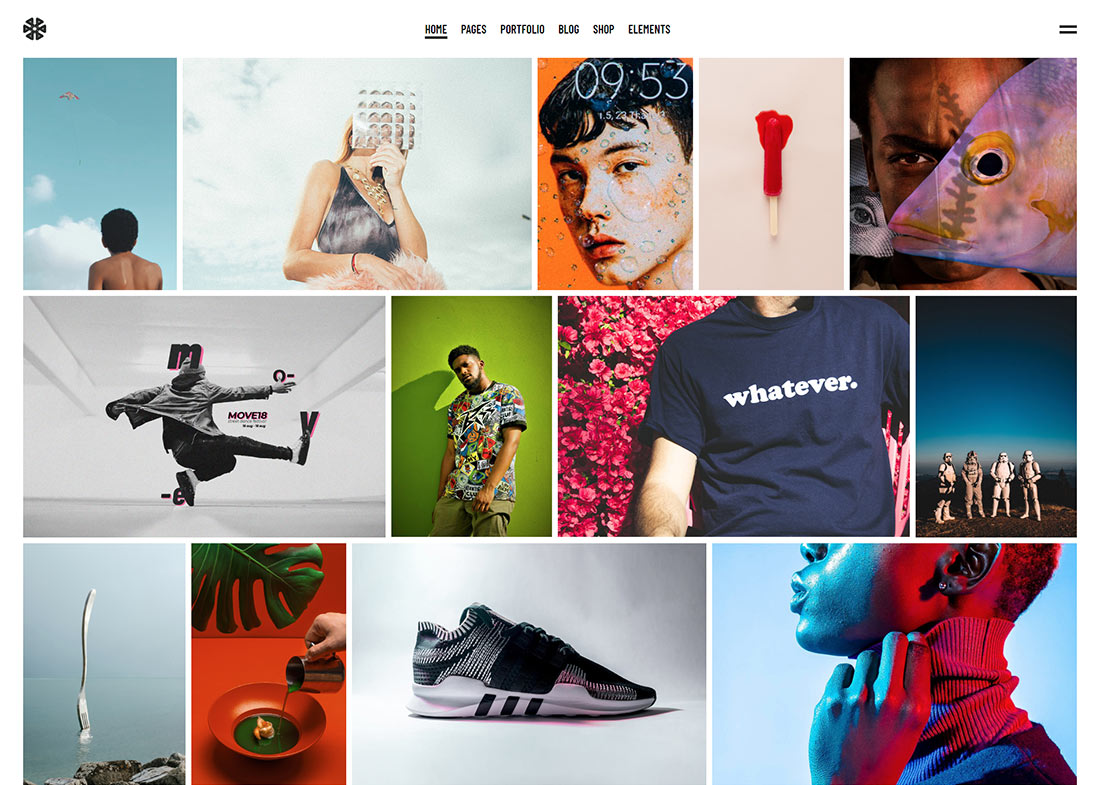 HOME PAGES PORTFOLIO BLOG SHOP ELEMENTS
09:53
m
o-
MOVE18
v
-e
whatever.